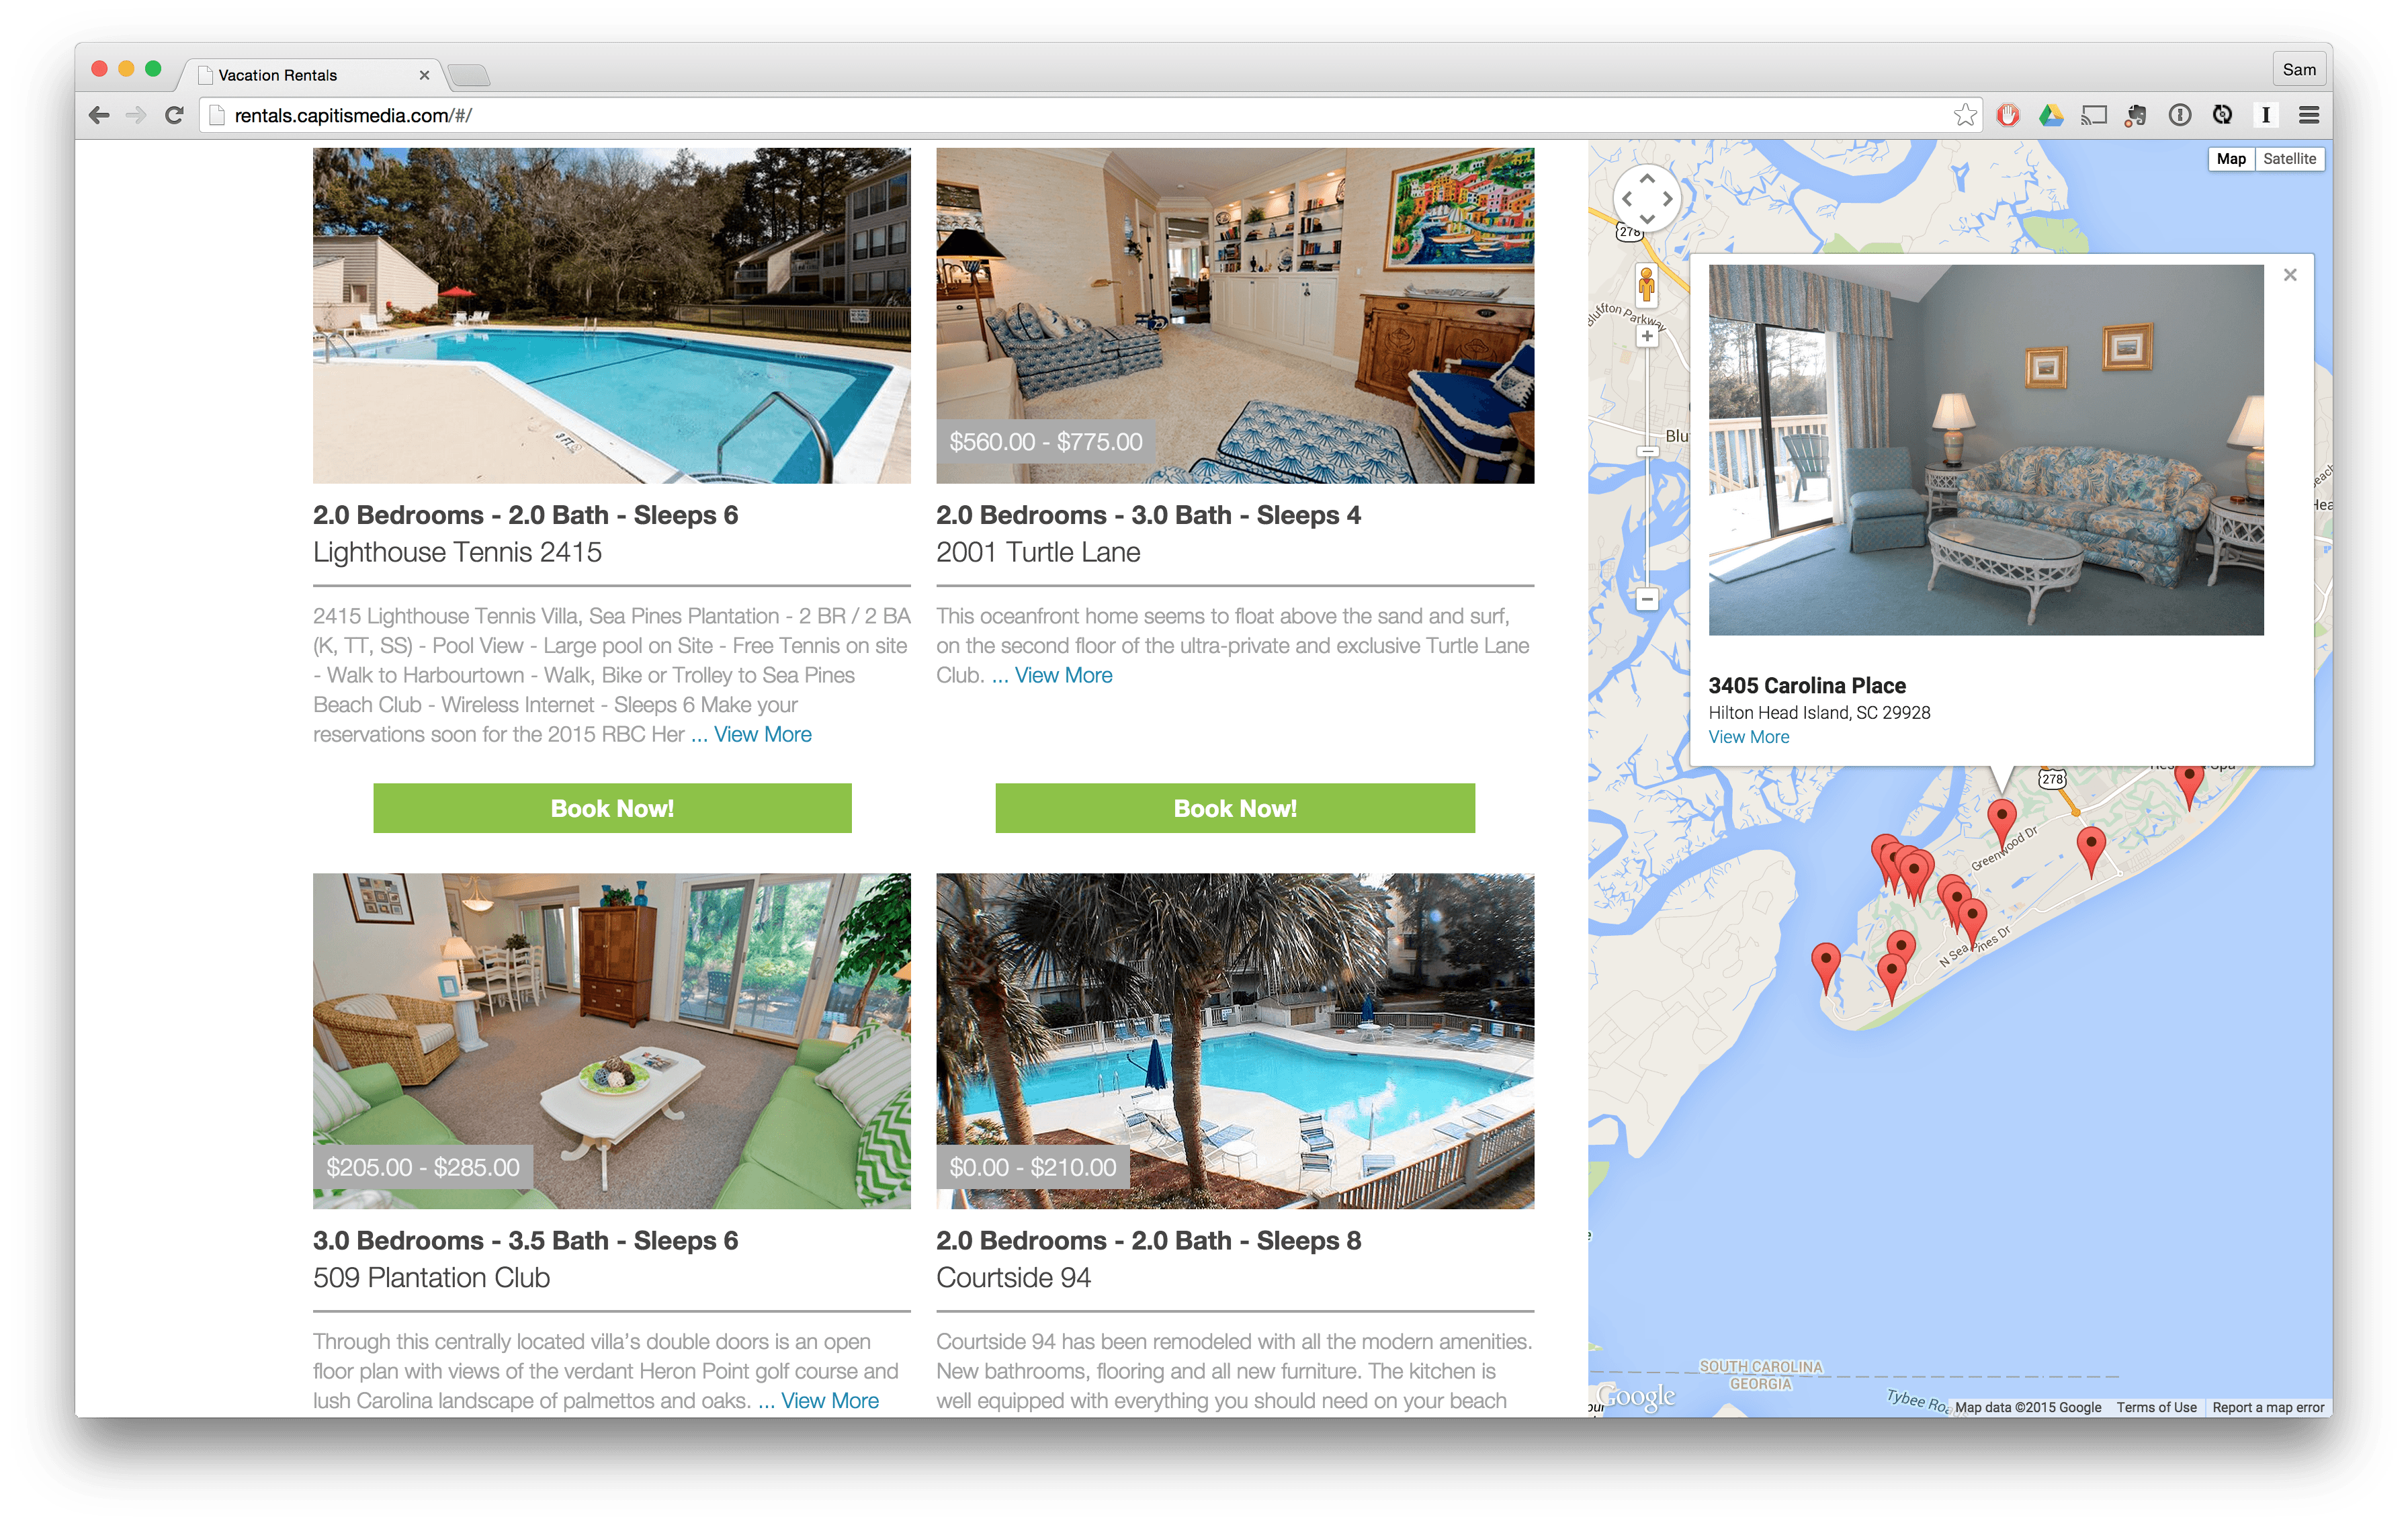 Vacation Rentals
Sam
rentals.capitismedia.com/#/
$560.00 - $775.00
3 FT
2.0 Bedrooms - 2.0 Bath - Sleeps 6
Lighthouse Tennis 2415
2415 Lighthouse Tennis Villa, Sea Pines Plantation - 2 BR / 2 BA
(K, TT, SS) - Pool View - Large pool on Site - Free Tennis on site
- Walk to Harbourtown - Walk, Bike or Trolley to Sea Pines
Beach Club - Wireless Internet - Sleeps 6 Make your
reservations soon for the 2015 RBC Her ... View More
Book Now!
2.0 Bedrooms - 3.0 Bath - Sleeps 4
2001 Turtle Lane
This oceanfront home seems to float above the sand and surf,
on the second floor of the ultra-private and exclusive Turtle Lane
Club. ... View More
Book Now!
$205.00 - $285.00
3.0 Bedrooms - 3.5 Bath - Sleeps 6
509 Plantation Club
Through this centrally located villa's double doors is an open
floor plan with views of the verdant Heron Point golf course and
lush Carolina landscape of palmettos and oaks. ... View More
$0.00 - $210.00
2.0 Bedrooms - 2.0 Bath - Sleeps 8
Courtside 94
Courtside 94 has been remodeled with all the modern amenities.
New bathrooms, flooring and all new furniture. The kitchen is
well equipped with everything you should need on your beach
Map Satellite
278
Bluffton Parkway
Blu
3405 Carolina Place
Hilton Head Island, SC 29928
View More
278
Greenwood Dr
N Sea Pines Dr
SOUTH CAROLINA
GEORGIA
Google
Tybee Roa
Map data ©2015 Google Terms of Use Report a map error